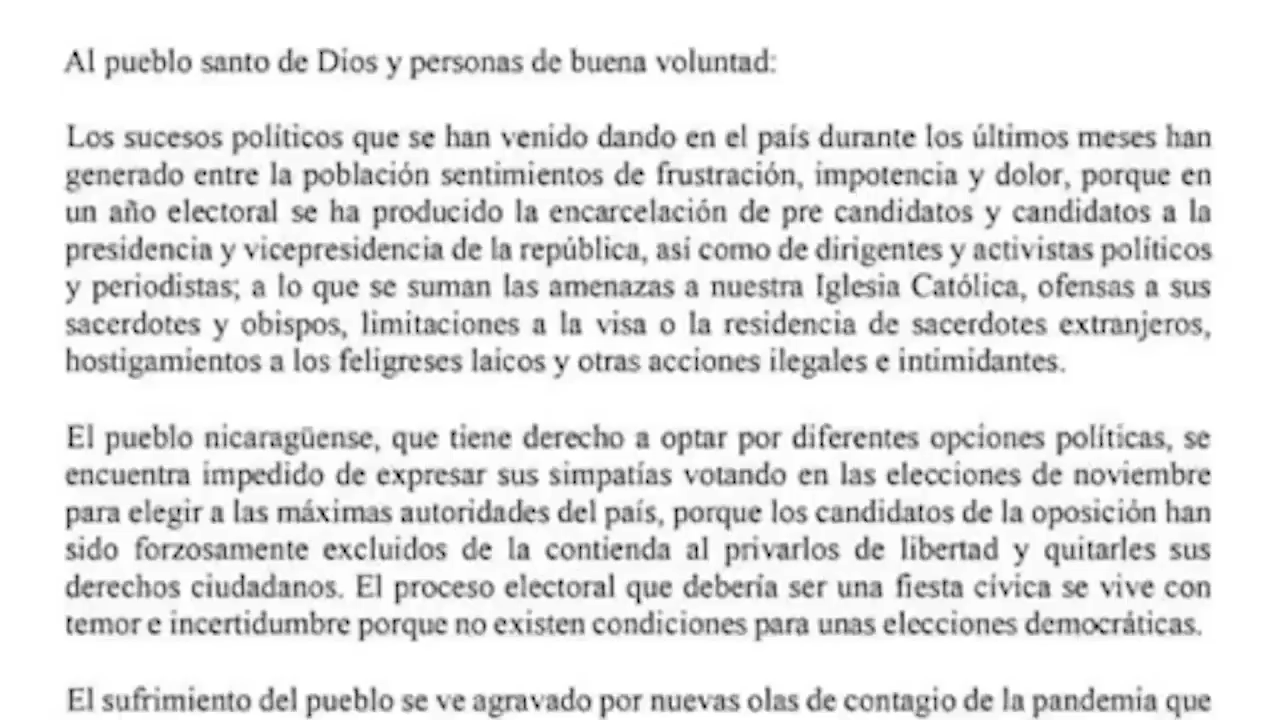 Al pueblo santo de Dios y personas de buena voluntad:
Los sucesos políticos que se han venido dando en el país durante los últimos meses han
generado entre la población sentimientos de frustración, impotencia y dolor, porque en
un año electoral se ha producido la encarcelación de pre candidatos y candidatos a la
presidencia y vicepresidencia de la república, así como de dirigentes y activistas políticos
y periodistas; a lo que se suman las amenazas a nuestra Iglesia Católica, ofensas a sus
sacerdotes y obispos, limitaciones a la visa o la residencia de sacerdotes extranjeros,
hostigamientos a los feligreses laicos y otras acciones ilegales e intimidantes.
El pueblo nicaragüense, que tiene derecho a optar por diferentes opciones políticas, se
encuentra impedido de expresar sus simpatías votando en las elecciones de noviembre
para elegir a las máximas autoridades del país, porque los candidatos de la oposición han
sido forzosamente excluidos de la contienda al privarlos de libertad y quitarles sus
derechos ciudadanos. El proceso electoral que debería ser una fiesta cívica se vive con
temor e incertidumbre porque no existen condiciones para unas elecciones democráticas.
El sufrimiento del pueblo se ve agravado por nuevas olas de contagio de la pandemia que